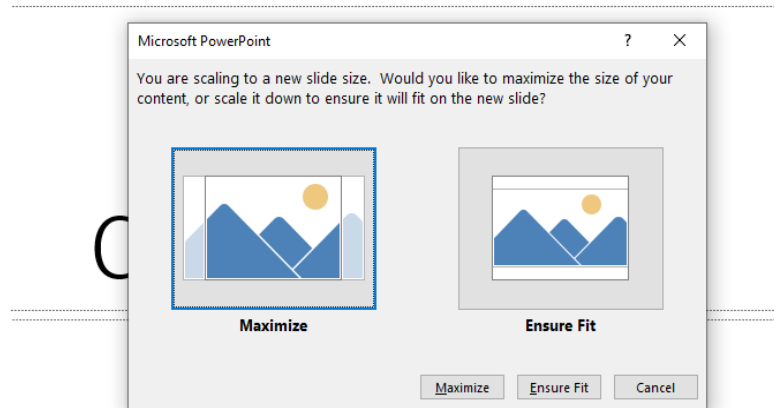 Microsoft PowerPoint
?
You are scaling to a new slide size. Would you like to maximize the size of your
content, or scale it down to ensure it will fit on the new slide?
C
Maximize
Ensure Fit
Maximize
Ensure Fit
Cancel